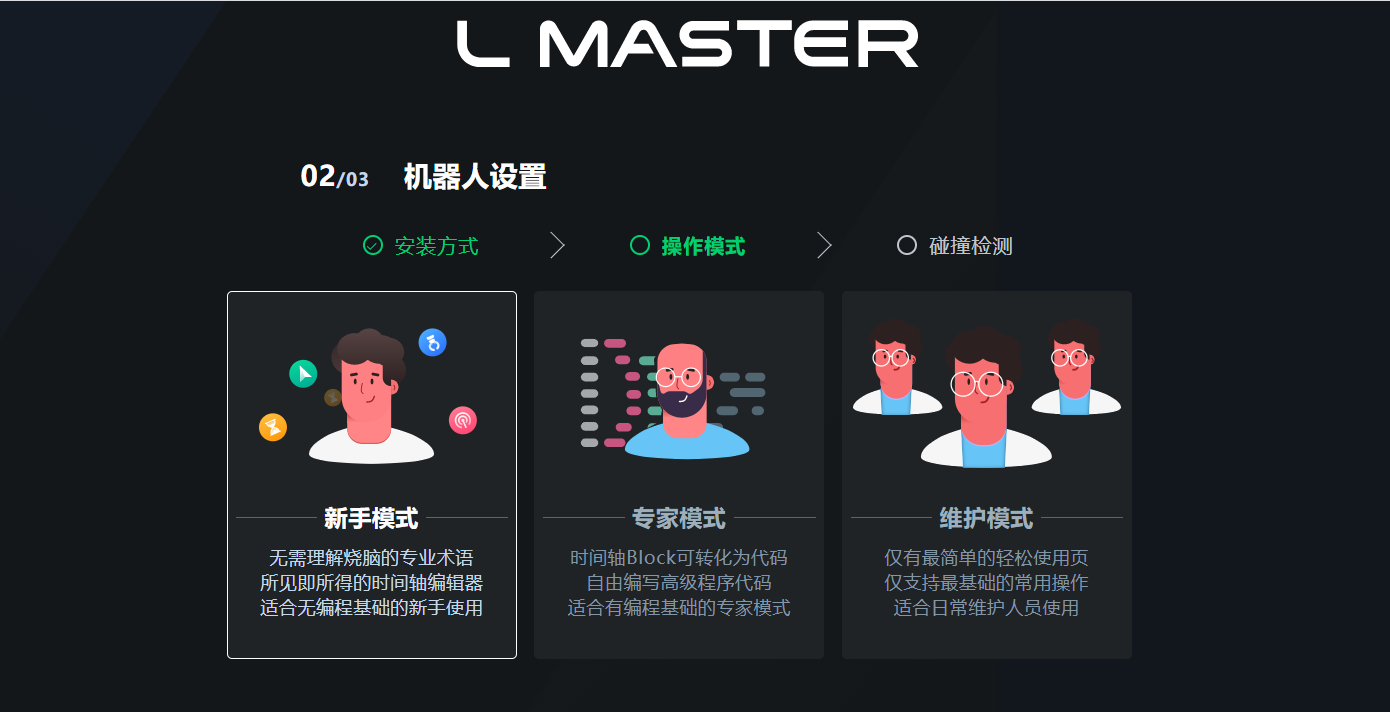 L MASTER
02/03 机器人设置
安装方式
操作模式
碰撞检测
新手模式
无需理解烧脑的专业术语
所见即所得的时间轴编辑器
适合无编程基础的新手使用
专家模式
时间轴Block可转化为代码
自由编写高级程序代码
适合有编程基础的专家模式
维护模式
仅有最简单的轻松使用页
仅支持最基础的常用操作
适合日常维护人员使用